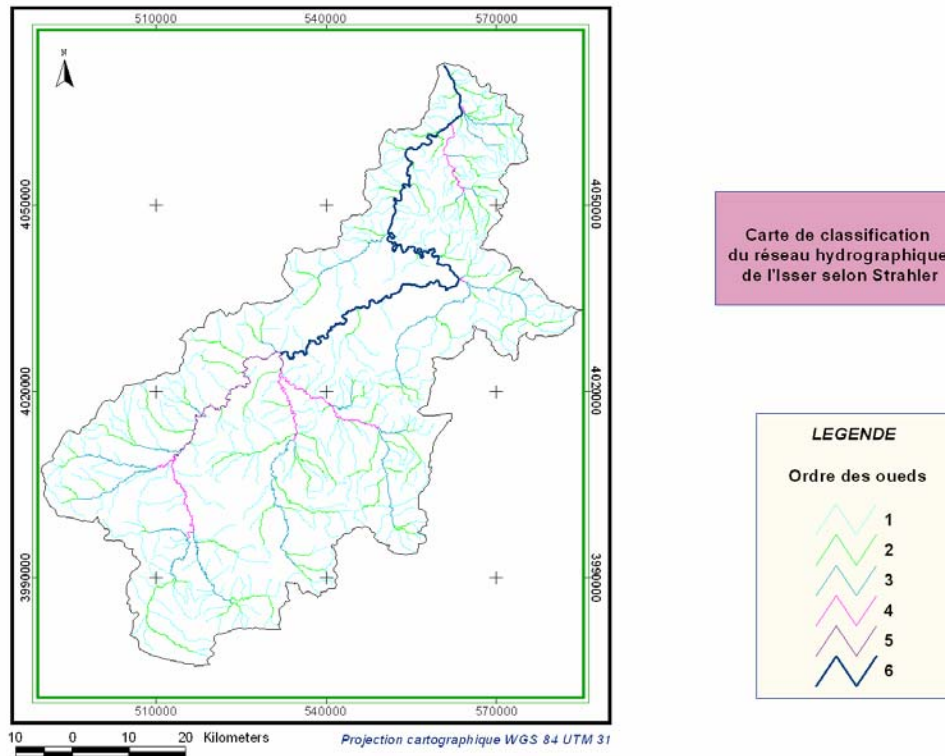 510000 540000 570000
N
4050000 4050000
4020000 4020000
3990000 3990000
510000 540000 570000
10 0 10 20 Kilometers
Projection cartographique WGS 84 UTM 31
Carte de classification
du réseau hydrographique
de l'Isser selon Strahler
LEGENDE
Ordre des oueds
1
2
3
4
5
6